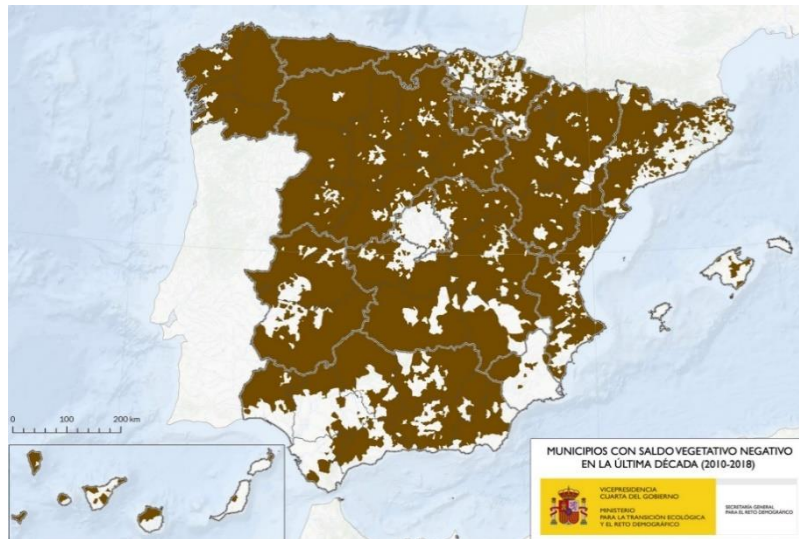 0 100 200 km
MUNICIPIOS CON SALDO VEGETATIVO NEGATIVO
EN LA ÚLTIMA DÉCADA (2010-2018)
VICEPRESIDENCIA
CUARTA DEL GOBIERNO
MINISTERIO
PARA LA TRANSICIÓN ECOLÓGICA
Y EL RETO DEMOGRÁFICO
SECRETARÍA GENERAL
PARA EL RETO DEMOGRÁFICO